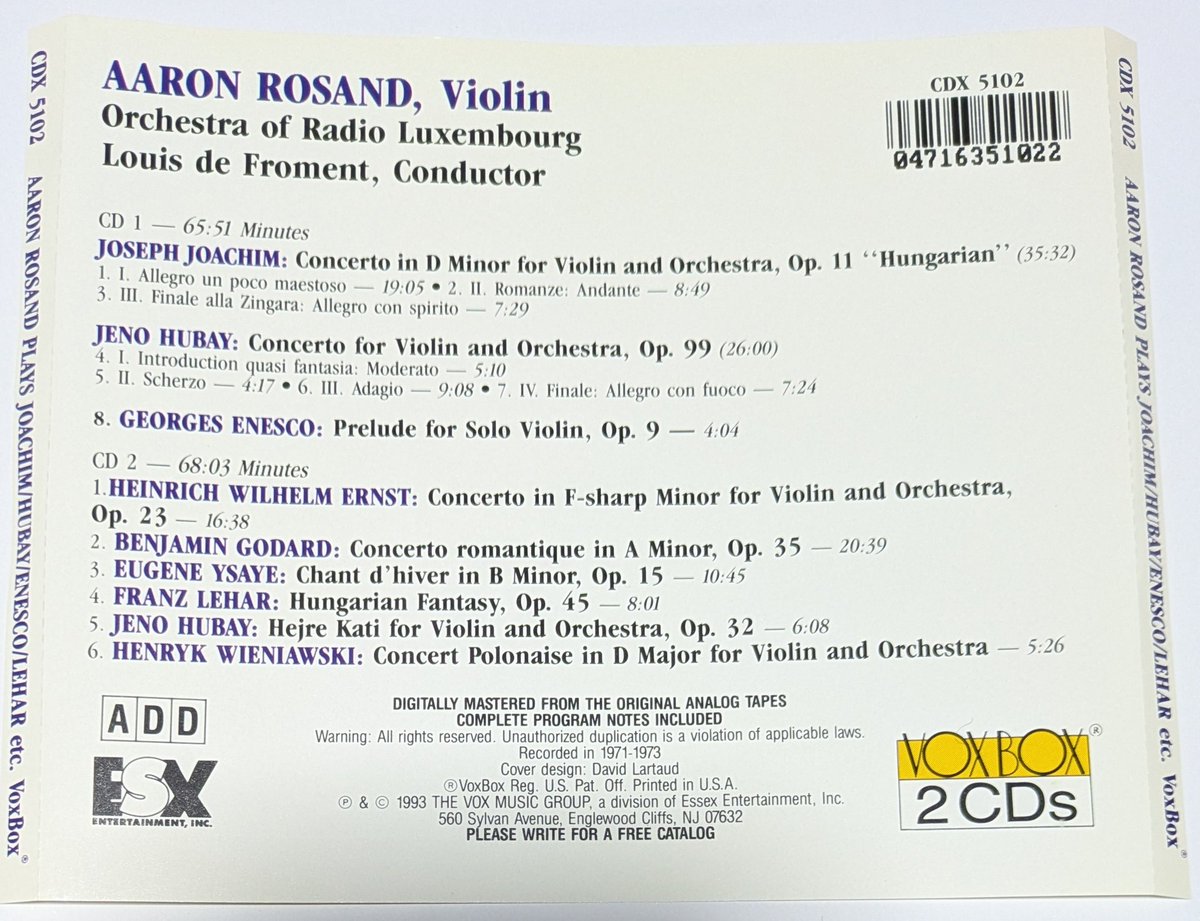 CDX 5102 AARON ROSAND PLAYS JOACHIM/HUBAY/ENESCO/LEHAR etc. VoxBox®
AARON ROSAND, Violin
Orchestra of Radio Luxembourg
Louis de Froment, Conductor
CDX 5102
04716351022
CD 1 — 65:51 Minutes
JOSEPH JOACHIM: Concerto in D Minor for Violin and Orchestra, Op. 11 “Hungarian” (35:32)
1. I. Allegro un poco maestoso — 19:05 • 2. II. Romanze: Andante — 8:49
3. III. Finale alla Zingara: Allegro con spirito — 7:29
JENO HUBAY: Concerto for Violin and Orchestra, Op. 99 (26:00)
4. I. Introduction quasi fantasia: Moderato — 5:10
5. II. Scherzo — 4:17 • 6. III. Adagio — 9:08 • 7. IV. Finale: Allegro con fuoco — 7:24
8. GEORGES ENESCO: Prelude for Solo Violin, Op. 9 — 4:04
CD 2 — 68:03 Minutes
1.HEINRICH WILHELM ERNST: Concerto in F-sharp Minor for Violin and Orchestra,
Op. 23 — 16:38
2. BENJAMIN GODARD: Concerto romantique in A Minor, Op. 35 — 20:39
3. EUGENE YSAYE: Chant d'hiver in B Minor, Op. 15 — 10:45
4. FRANZ LEHAR: Hungarian Fantasy, Op. 45 — 8:01
5. JENO HUBAY: Hejre Kati for Violin and Orchestra, Op. 32 — 6:08
6. HENRYK WIENIAWSKI: Concert Polonaise in D Major for Violin and Orchestra — 5:26
ADD
ESX
ENTERTAINMENT, INC.
DIGITALLY MASTERED FROM THE ORIGINAL ANALOG TAPES
COMPLETE PROGRAM NOTES INCLUDED
Warning: All rights reserved. Unauthorized duplication is a violation of applicable laws.
Recorded in 1971-1973
Cover design: David Lartaud
®VoxBox Reg. U.S. Pat. Off. Printed in U.S.A.
℗ & © 1993 THE VOX MUSIC GROUP, a division of Essex Entertainment, Inc.
560 Sylvan Avenue, Englewood Cliffs, NJ 07632
PLEASE WRITE FOR A FREE CATALOG
VOXBOX®
2 CDs
CDX 5102 AARON ROSAND PLAYS JOACHIM/HUBAY/ENESCO/LEHAR etc. VoxBox®